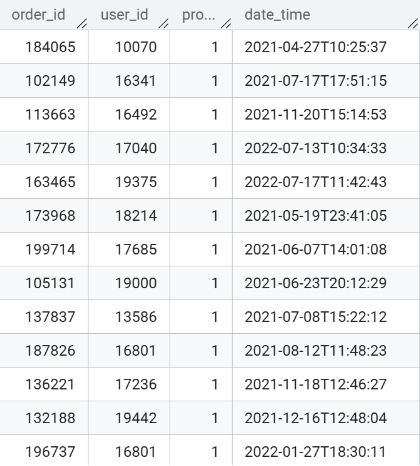 order_id user_id pro... date_time
184065 10070 1 2021-04-27T10:25:37
102149 16341 1 2021-07-17T17:51:15
113663 16492 1 2021-11-20T15:14:53
172776 17040 1 2022-07-13T10:34:33
163465 19375 1 2022-07-17T11:42:43
173968 18214 1 2021-05-19T23:41:05
199714 17685 1 2021-06-07T14:01:08
105131 19000 1 2021-06-23T20:12:29
137837 13586 1 2021-07-08T15:22:12
187826 16801 1 2021-08-12T11:48:23
136221 17236 1 2021-11-18T12:46:27
132188 19442 1 2021-12-16T12:48:04
196737 16801 1 2022-01-27T18:30:11